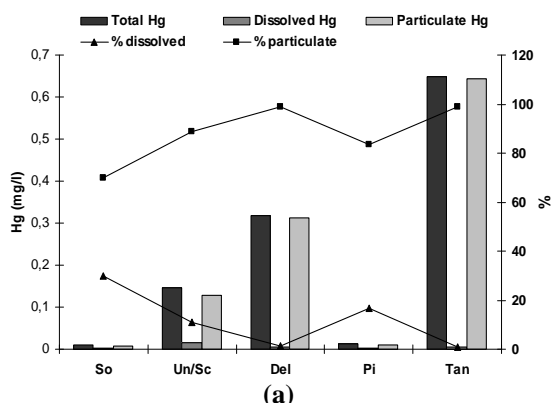 Total Hg Dissolved Hg Particulate Hg
% dissolved % particulate
0,7 120
0,6 100
0,5 80
0,4 60
0,3 40
0,2 20
0,1 0
0
Hg (mg/l)
%
So Un/Sc Del Pi Tan
(a)